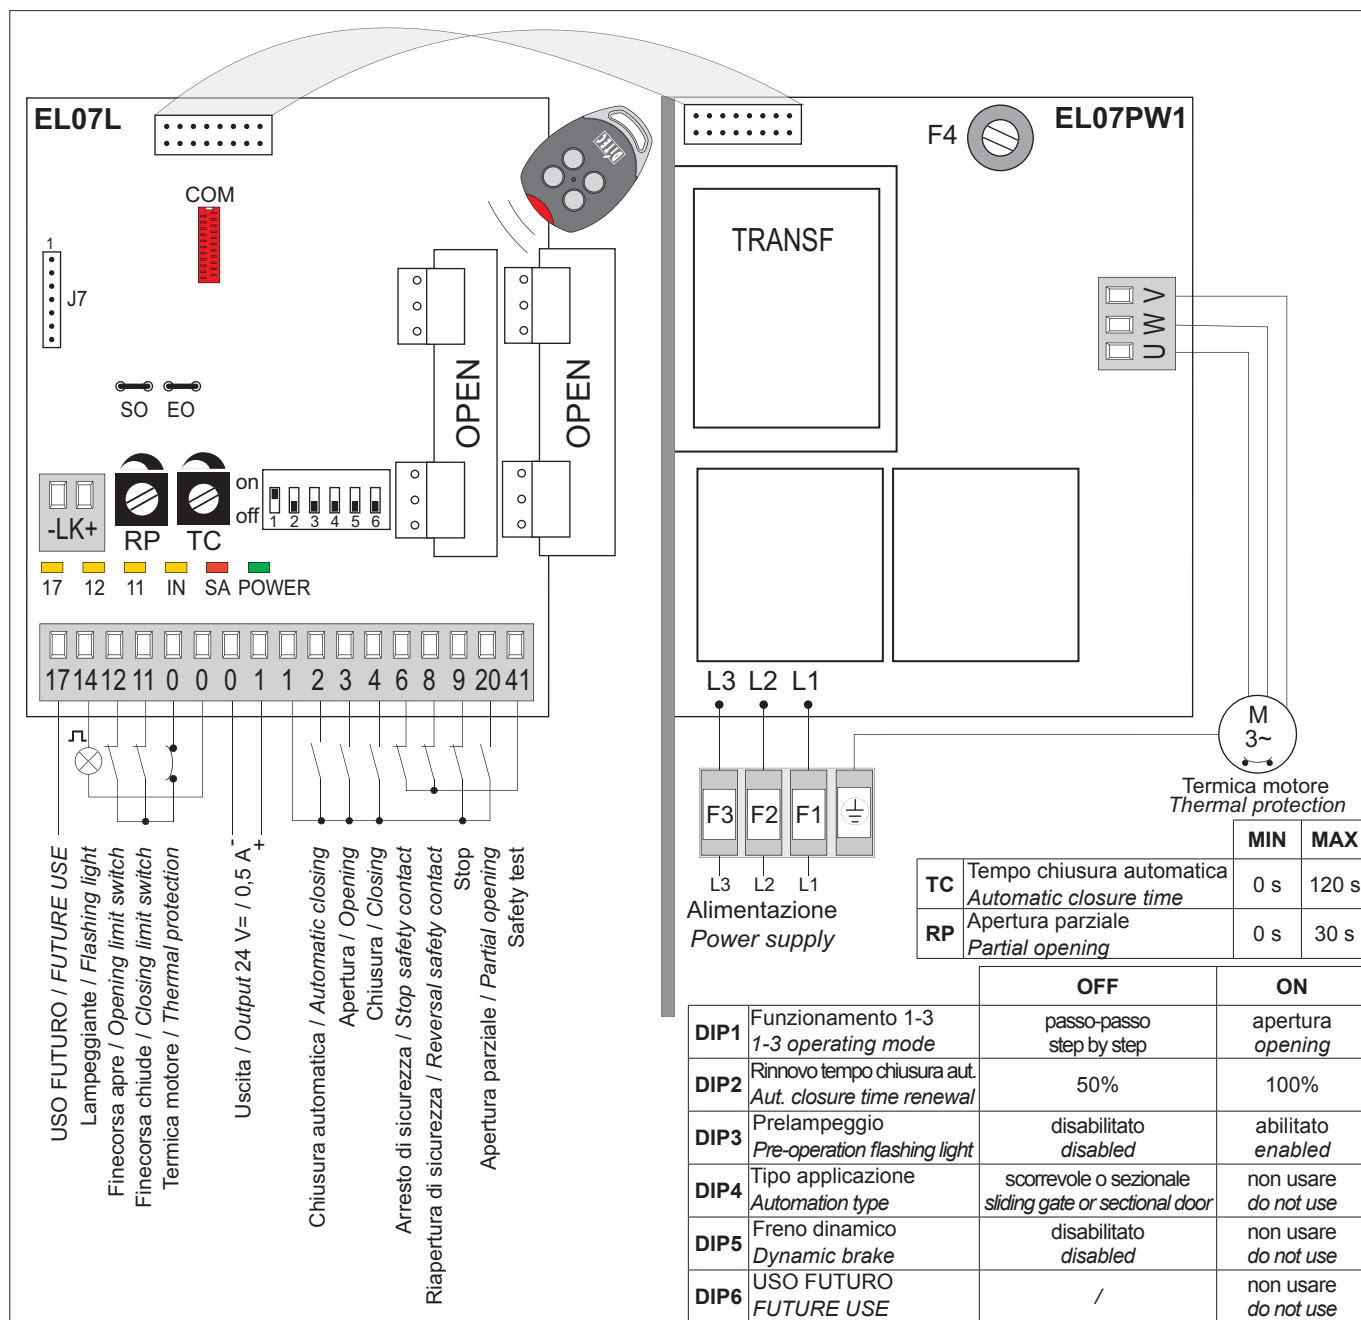 EL07L
EL07PW1
F4
COM
DITEC
TRANSF
1
J7
V
W
U
OPEN
OPEN
SO EO
on
off
1 2 3 4 5 6
-LK+
RP TC
17 12 11 IN SA POWER
17 14 12 11 0 0 0 1 1 2 3 4 6 8 9 20 41
L3 L2 L1
M
3~
F3 F2 F1
L3 L2 L1
Termica motore
Thermal protection
Alimentazione
Power supply
USO FUTURO / FUTURE USE
Lampeggiante / Flashing light
Finecorsa apre / Opening limit switch
Finecorsa chiude / Closing limit switch
Termica motore / Thermal protection
Uscita / Output 24 V= / 0,5 A
- +
Chiusura automatica / Automatic closing
Apertura / Opening
Chiusura / Closing
Arresto di sicurezza / Stop safety contact
Riapertura di sicurezza / Reversal safety contact
Stop
Apertura parziale / Partial opening
Safety test
MIN MAX
TC Tempo chiusura automatica 0 s 120 s
Automatic closure time
RP Apertura parziale 0 s 30 s
Partial opening
OFF ON
DIP1 Funzionamento 1-3 passo-passo apertura
1-3 operating mode step by step opening
DIP2 Rinnovo tempo chiusura aut. 50% 100%
Aut. closure time renewal
DIP3 Prelampeggio disabilitato abilitato
Pre-operation flashing light disabled enabled
DIP4 Tipo applicazione scorrevole o sezionale non usare
Automation type sliding gate or sectional door do not use
DIP5 Freno dinamico disabilitato non usare
Dynamic brake disabled do not use
DIP6 USO FUTURO / non usare
FUTURE USE do not use